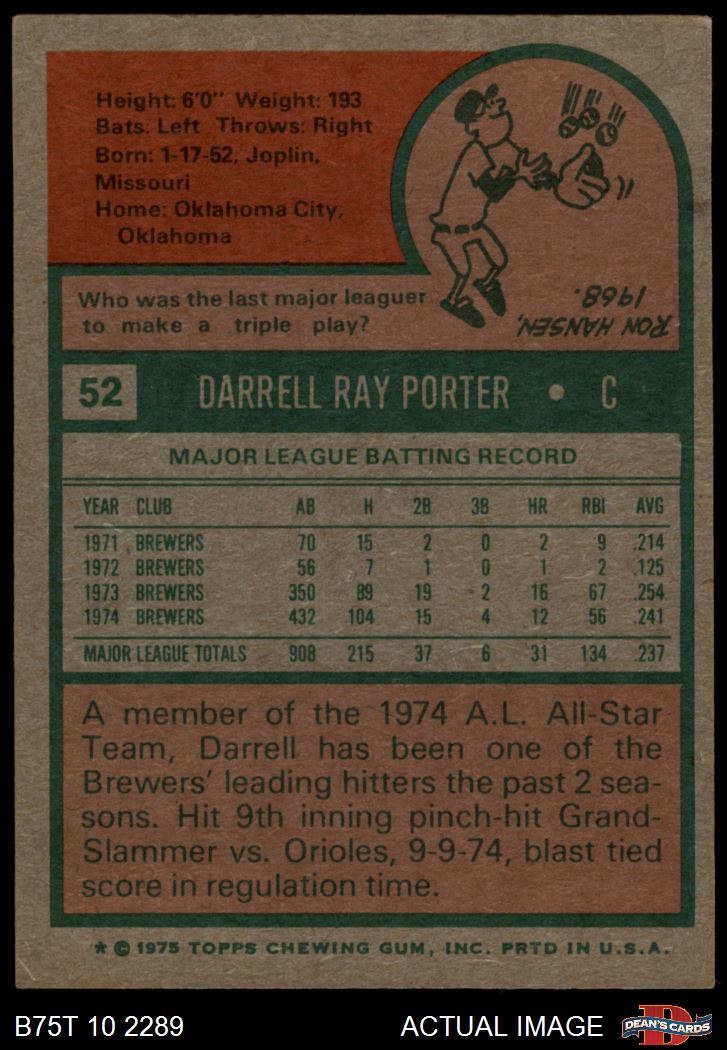 Height: 6'0" Weight: 193
Bats: Left Throws: Right
Born: 1-17-52, Joplin,
Missouri
Home: Oklahoma City,
Oklahoma
Who was the last major leaguer
to make a triple play?
RON HANSEN,
1968.
52 DARRELL RAY PORTER • C
MAJOR LEAGUE BATTING RECORD
YEAR CLUB AB H 2B 3B HR RBI AVG
1971 BREWERS 70 15 2 0 2 9 .214
1972 BREWERS 56 7 1 0 1 2 .125
1973 BREWERS 350 89 19 2 16 67 .254
1974 BREWERS 432 104 15 4 12 56 .241
MAJOR LEAGUE TOTALS 908 215 37 6 31 134 .237
A member of the 1974 A.L. All-Star
Team, Darrell has been one of the
Brewers' leading hitters the past 2 sea-
sons. Hit 9th inning pinch-hit Grand-
Slammer vs. Orioles, 9-9-74, blast tied
score in regulation time.
* © 1975 TOPPS CHEWING GUM, INC. PRTD IN U.S.A.
B75T 10 2289 ACTUAL IMAGE
D
DEAN'S CARDS